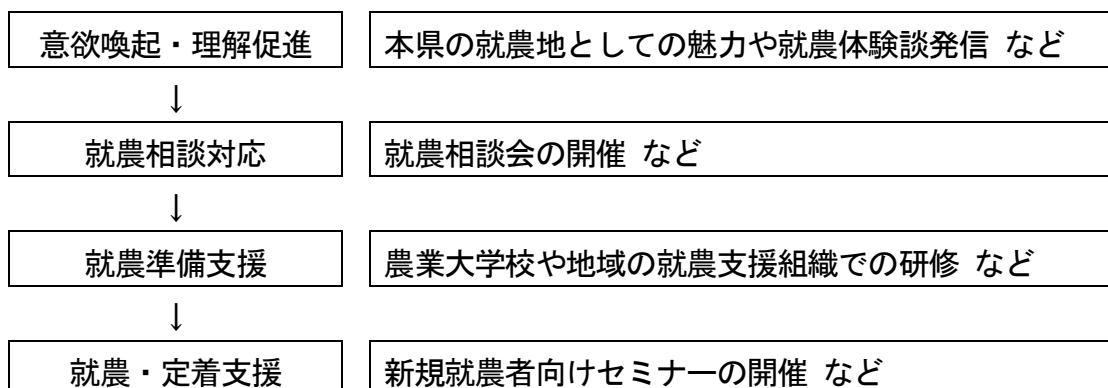 意欲喚起・理解促進 本県の就農地としての魅力や就農体験談発信 など
↓
就農相談対応 就農相談会の開催 など
↓
就農準備支援 農業大学校や地域の就農支援組織での研修 など
↓
就農・定着支援 新規就農者向けセミナーの開催 など